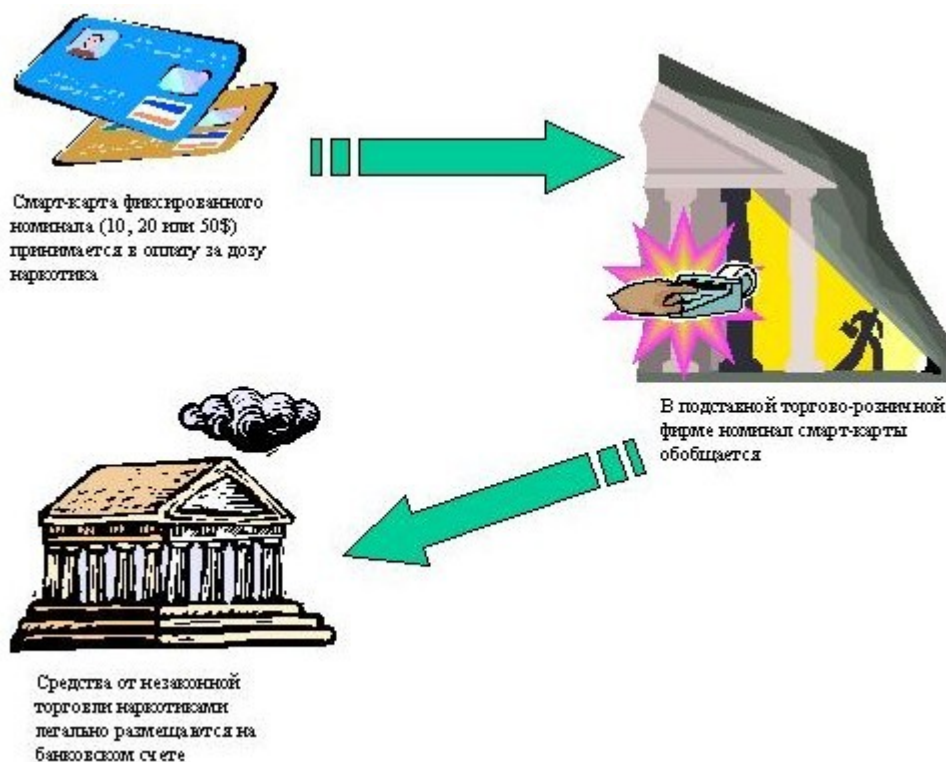 Смарт-карта фиксированного
номинала (10, 20 или 50$)
принимается в оплату за дозу
наркотика
В подставной торгово-розничной
фирме номинал смарт-карты
обобщается
Средства от незаконной
торговли наркотиками
легально размещаются на
банковском счете